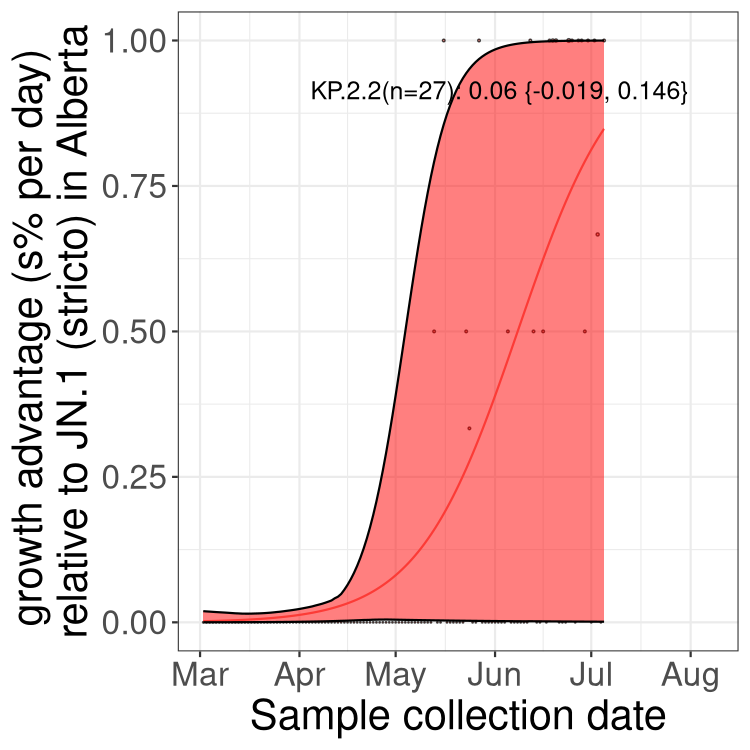 growth advantage (s% per day)
relative to JN.1 (stricto) in Alberta
1.00
0.75
0.50
0.25
0.00
KP.2.2(n=27): 0.06 {-0.019, 0.146}
Mar Apr May Jun Jul Aug
Sample collection date